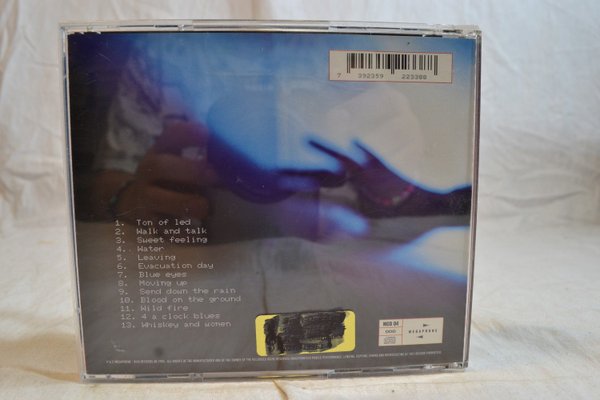 7 392359 223388
1. Ton of led
2. Walk and talk
3. Sweet feeling
4. Water
5. Leaving
6. Evacuation day
7. Blue eyes
8. Moving up
9. Send down the rain
10. Blood on the ground
11. Wild fire
12. 4 a clock blues
13. Whiskey and women
MCD 04
MEGAPHONE